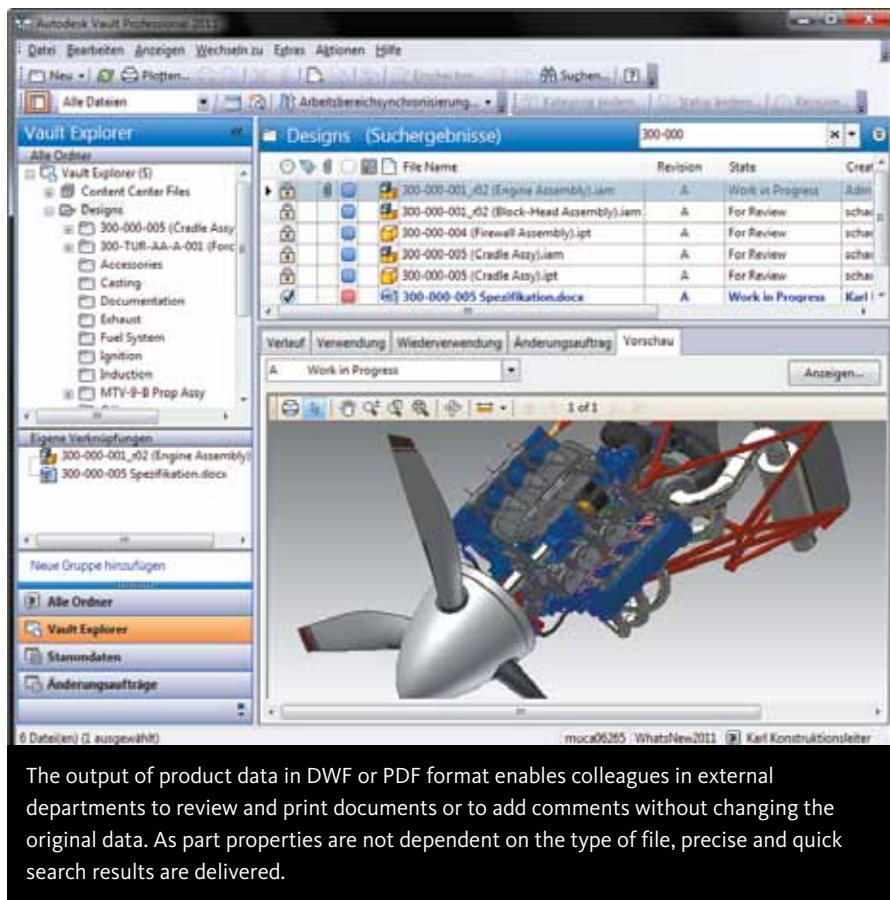 Autodesk Vault Professional 2011
Datei Bearbeiten Anzeigen Wechseln zu Extras Aktionen Hilfe
Neu Plotten... Suchen...
Alle Dateien Arbeitsbereichsynchronisierung...
Vault Explorer
Alle Ordner
Vault Explorer (5)
Content Center Files
Designs
300-000-005 (Cradle Assy
300-TUR-AA-A-001 (Forc
Accessories
Casting
Documentation
Exhaust
Fuel System
Ignition
Induction
MTV-9-B Prop Assy
Eigene Verknüpfungen
300-000-001_r02 (Engine Assembly)
300-000-005 Spezifikation.docx
Neue Gruppe hinzufügen
Alle Ordner
Vault Explorer
Stammdaten
Änderungsaufträge
Designs (Suchergebnisse) 300-000
File Name Revision State Creat
300-000-001_r02 (Engine Assembly).iam A Work in Progress Admi
300-000-001_r02 (Block-Head Assembly).iam A For Review schae
300-000-004 (Firewall Assembly).ipt A For Review schae
300-000-005 (Cradle Assy).iam A For Review schae
300-000-005 (Cradle Assy).ipt A For Review schae
300-000-005 Spezifikation.docx A Work in Progress Karl
Verlauf Verwendung Wiederverwendung Änderungsauftrag Vorschau
A Work in Progress Anzeigen...
1 of 1
6 Datei(en) (1 ausgewählt) muca06265 WhatsNew2011 Karl Konstruktionsleiter
The output of product data in DWF or PDF format enables colleagues in external
departments to review and print documents or to add comments without changing the
original data. As part properties are not dependent on the type of file, precise and quick
search results are delivered.